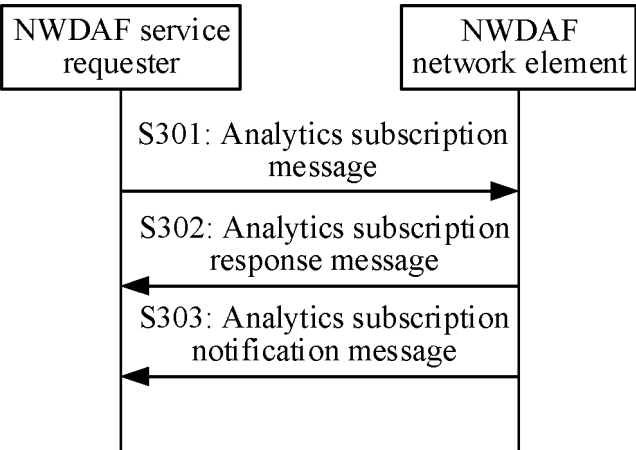 NWDAF service
requester
NWDAF
network element
S301: Analytics subscription
message
S302: Analytics subscription
response message
S303: Analytics subscription
notification message